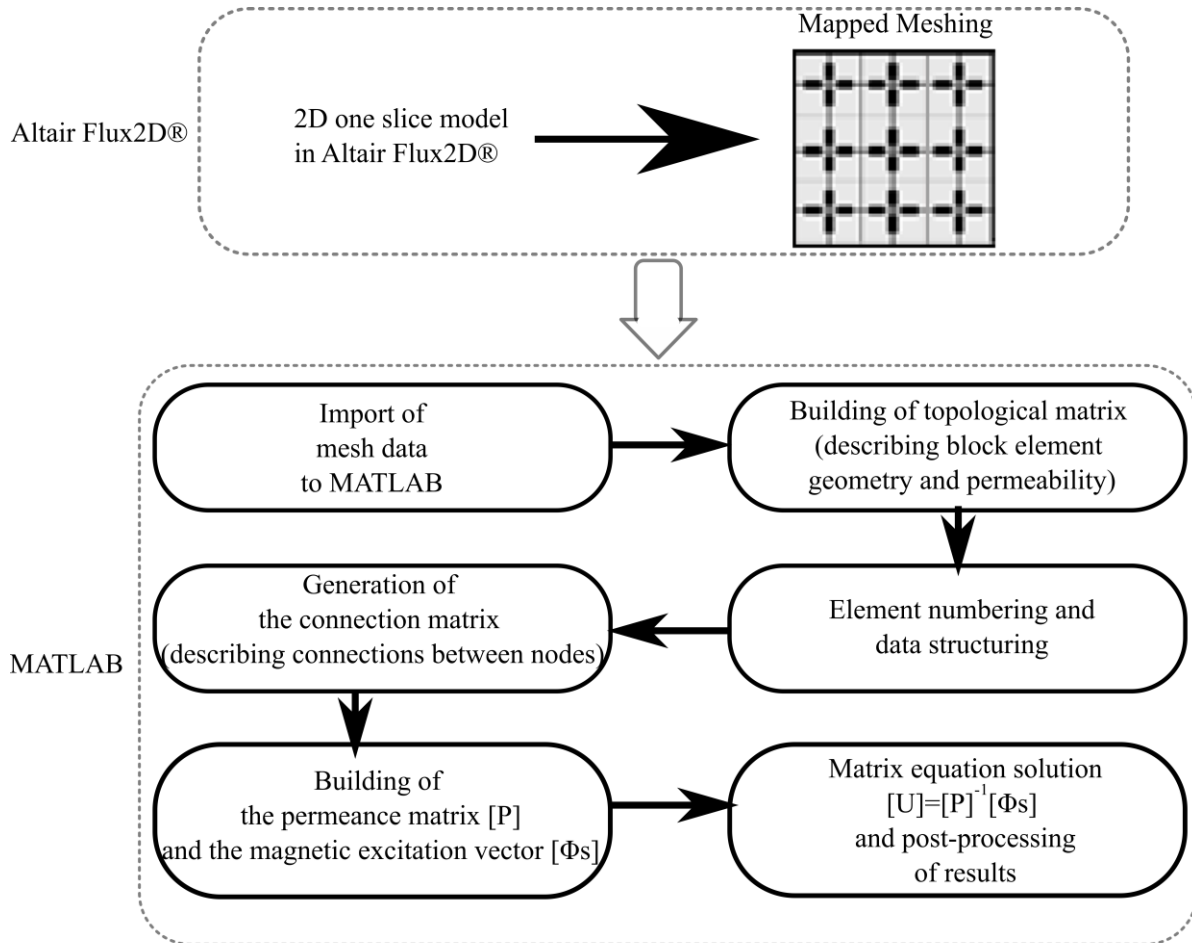 Mapped Meshing
Altair Flux2D®
2D one slice model
in Altair Flux2D®
MATLAB
Import of
mesh data
to MATLAB
Building of topological matrix
(describing block element
geometry and permeability)
Element numbering and
data structuring
Generation of
the connection matrix
(describing connections between nodes)
Building of
the permeance matrix [P]
and the magnetic excitation vector [Φs]
Matrix equation solution
[U]=[P]⁻¹[Φs]
and post-processing
of results